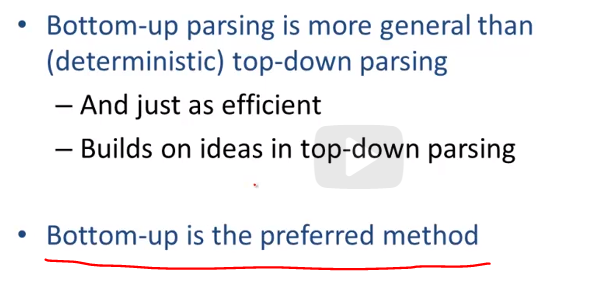 • Bottom-up parsing is more general than
(deterministic) top-down parsing
– And just as efficient
– Builds on ideas in top-down parsing
• Bottom-up is the preferred method